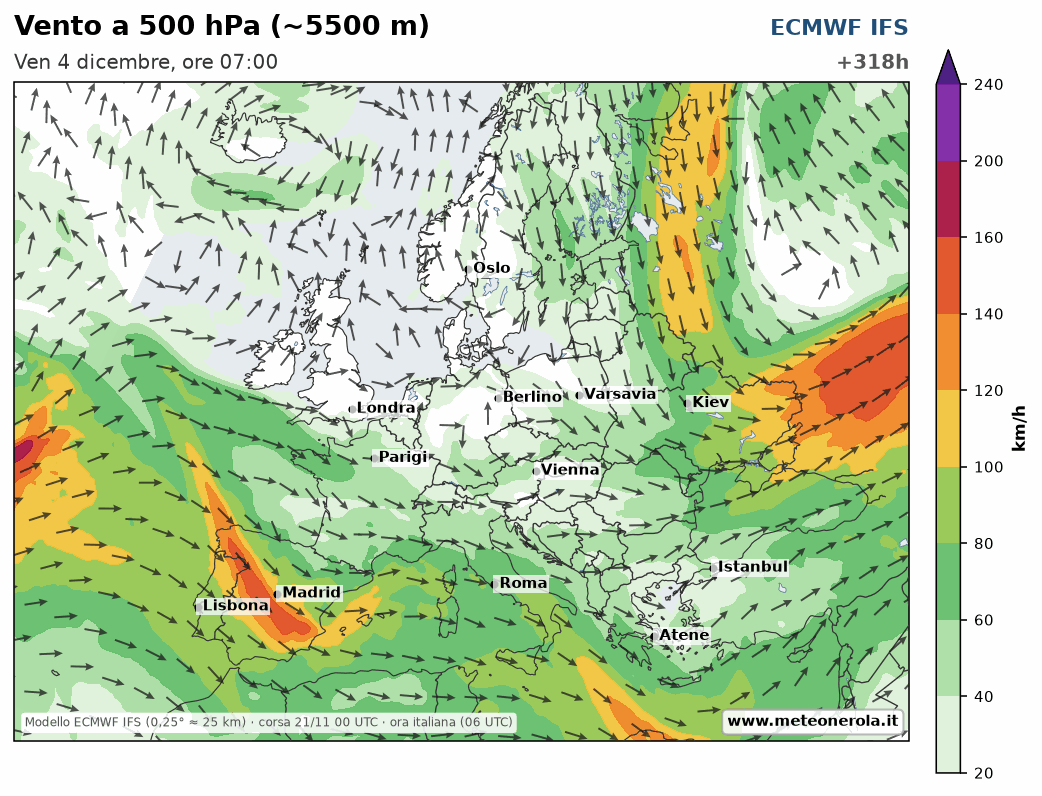 Vento a 500 hPa (~5500 m)
ECMWF IFS
Ven 4 dicembre, ore 07:00
+318h
240
200
160
140
120
100
80
60
40
20
km/h
Oslo
Berlino
Varsavia
Kiev
Londra
Parigi
Vienna
Istanbul
Roma
Madrid
Lisbona
Atene
Modello ECMWF IFS (0,25° ≈ 25 km) · corsa 21/11 00 UTC · ora italiana (06 UTC)
www.meteonerola.it